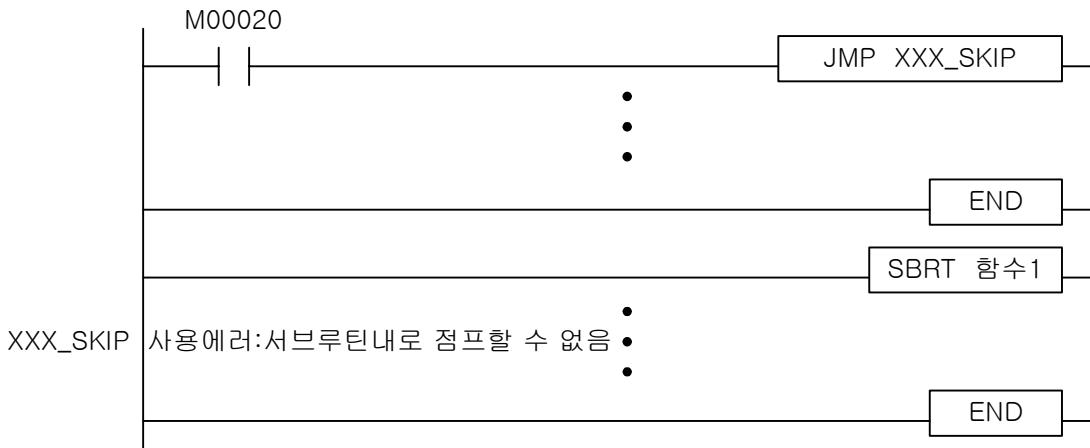 M00020
JMP XXX_SKIP
END
SBRT 함수1
XXX_SKIP 사용에러:서브루틴내로 점프할 수 없음
END